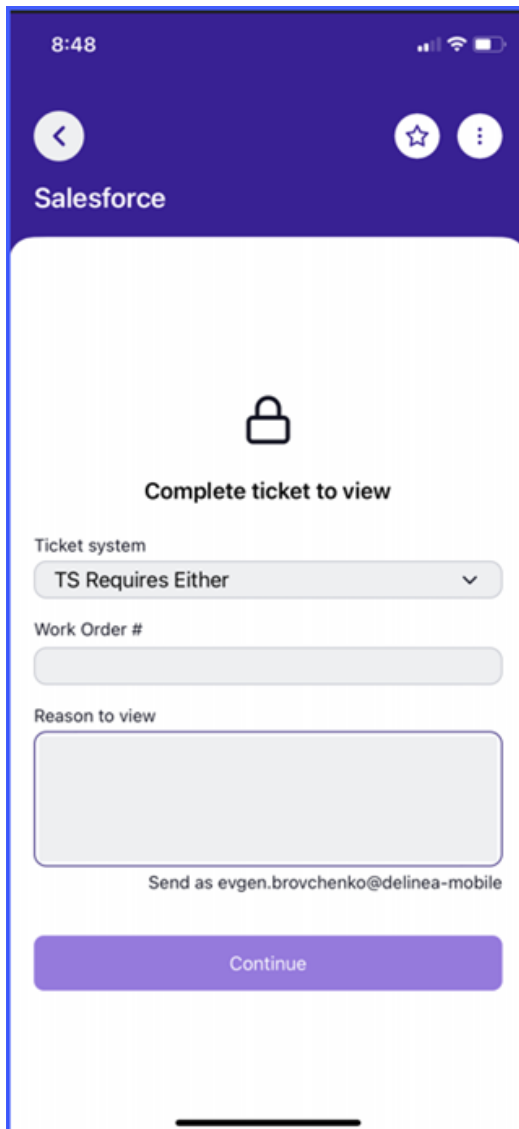 8:48
Salesforce
Complete ticket to view
Ticket system
TS Requires Either
Work Order #
Reason to view
Send as evgen.brovchenko@delinea-mobile
Continue